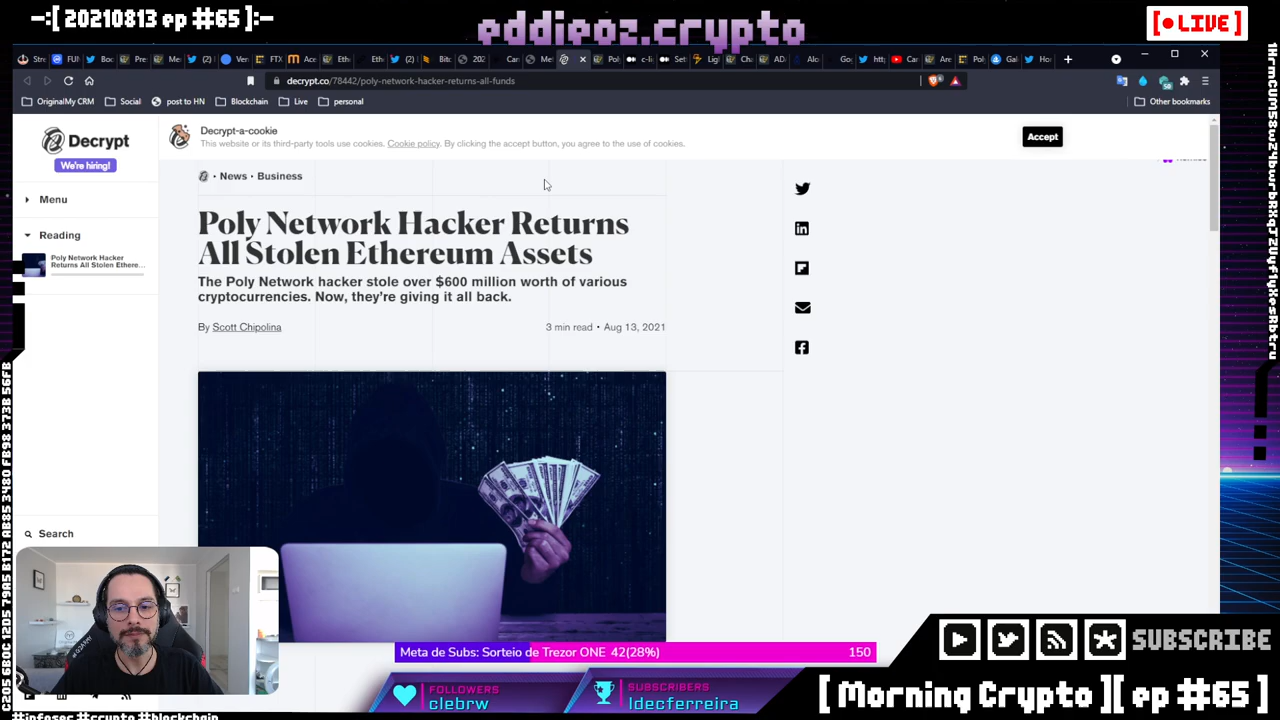 –:[ 20210813 ep #65 ]:–
eddieoz.crypto
[● LIVE]
decrypt.co/78442/poly-network-hacker-returns-all-funds
OriginalMy CRM
Social
post to HN
Blockchain
Live
personal
Other bookmarks
Decrypt
We're hiring!
Decrypt-a-cookie
This website or its third-party tools use cookies. Cookie policy. By clicking the accept button, you agree to the use of cookies.
Accept
• News • Business
Menu
Reading
Poly Network Hacker
Returns All Stolen Ethere...
Poly Network Hacker Returns
All Stolen Ethereum Assets
The Poly Network hacker stole over $600 million worth of various
cryptocurrencies. Now, they're giving it all back.
By Scott Chipolina
3 min read • Aug 13, 2021
Search
Meta de Subs: Sorteio de Trezor ONE 42(28%)
150
FOLLOWERS
clebrw
SUBSCRIBERS
ldecferreira
SUBSCRIBE
[ Morning Crypto ][ ep #65 ]
#infosec #crypto #blockchain